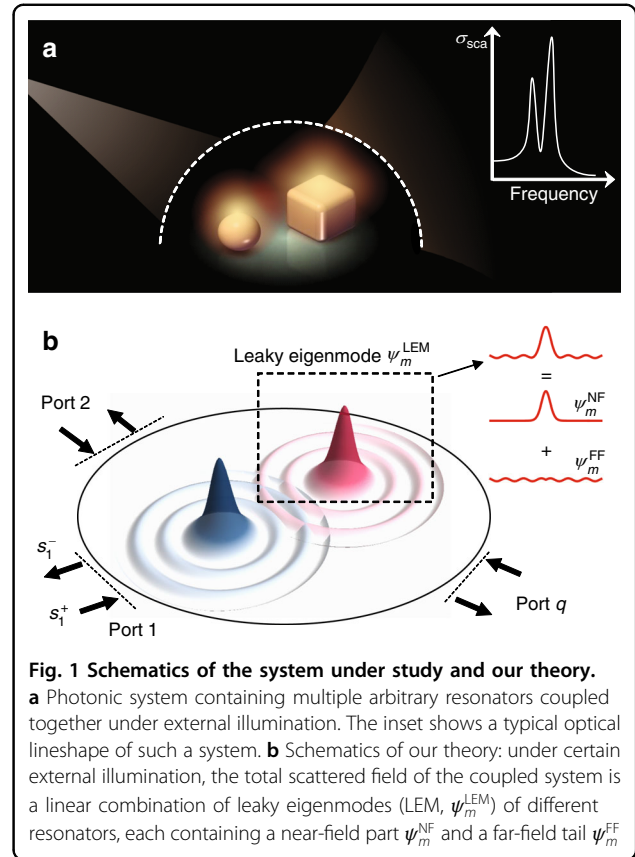 a
σsca
Frequency
b
Leaky eigenmode ψₘᴸᴱᴹ
=
Port 2
ψₘᴺᶠ
+
ψₘᶠᶠ
s₁⁻
s₁⁺
Port 1
Port q
Fig. 1 Schematics of the system under study and our theory.
a Photonic system containing multiple arbitrary resonators coupled
together under external illumination. The inset shows a typical optical
lineshape of such a system. b Schematics of our theory: under certain
external illumination, the total scattered field of the coupled system is
a linear combination of leaky eigenmodes (LEM, ψₘᴸᴱᴹ) of different
resonators, each containing a near-field part ψₘᴺᶠ and a far-field tail ψₘᶠᶠ